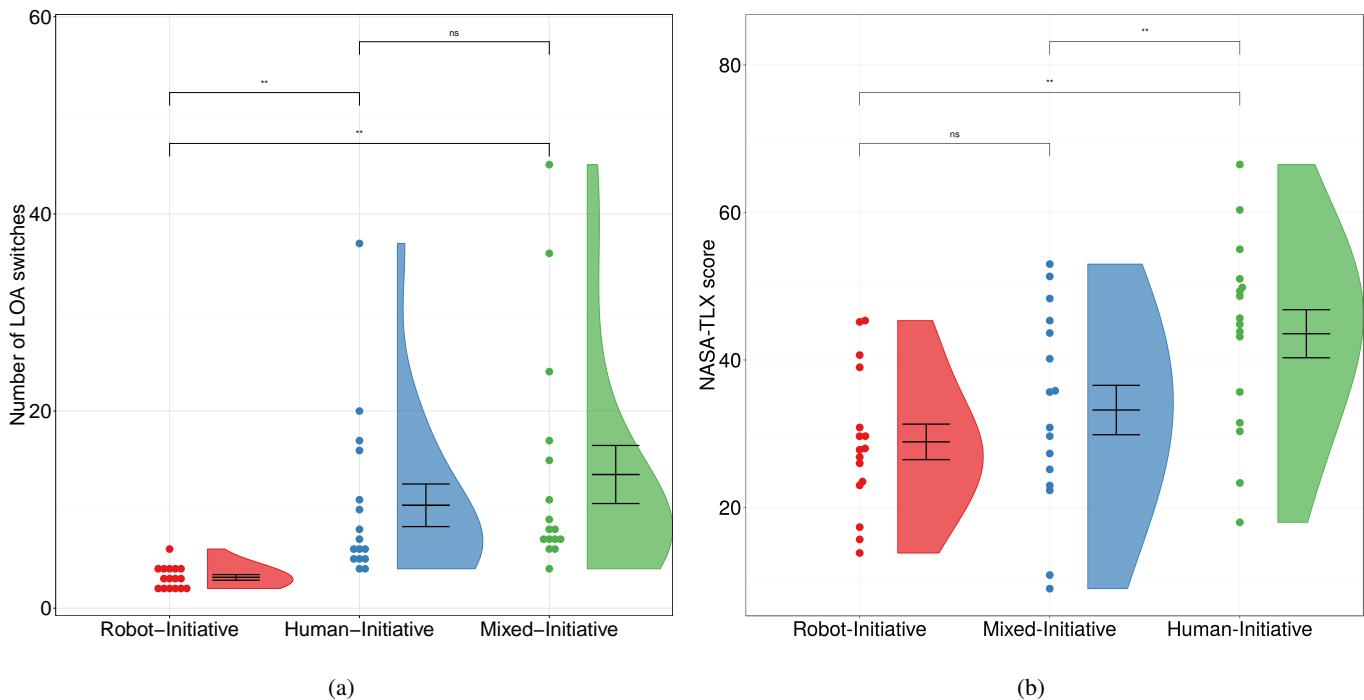 60
40
20
0
Number of LOA switches
ns
**
**
Robot−Initiative Human−Initiative Mixed−Initiative
(a)
80
60
40
20
NASA-TLX score
**
**
ns
Robot-Initiative Mixed-Initiative Human-Initiative
(b)